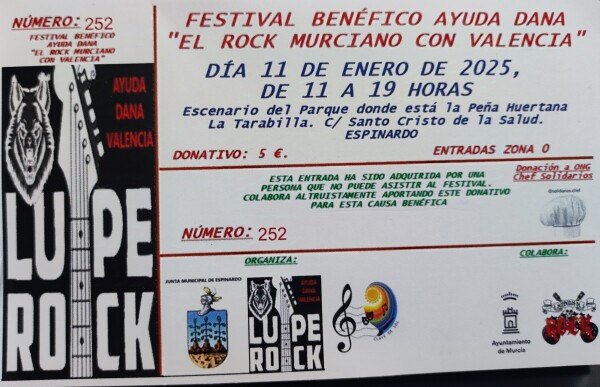 NÚMERO: 252
FESTIVAL BENÉFICO
AYUDA DANA
"EL ROCK MURCIANO
CON VALENCIA"
AYUDA
DANA
VALENCIA
LUPE
ROCK
FESTIVAL BENÉFICO AYUDA DANA
"EL ROCK MURCIANO CON VALENCIA"
DÍA 11 DE ENERO DE 2025,
DE 11 A 19 HORAS
Escenario del Parque donde está la Peña Huertana
La Tarabilla. C/ Santo Cristo de la Salud.
ESPINARDO
DONATIVO: 5 €.
ENTRADAS ZONA 0
ESTA ENTRADA HA SIDO ADQUIRIDA POR UNA
PERSONA QUE NO PUEDE ASISTIR AL FESTIVAL.
COLABORA ALTRUISTAMENTE APORTANDO ESTE DONATIVO
PARA ESTA CAUSA BENÉFICA
Donación a ONG
Chef Solidarios
NÚMERO: 252
ORGANIZA:
COLABORA:
JUNTA MUNICIPAL DE ESPINARDO
AYUDA
DANA
VALENCIA
LUPE
ROCK
Ayuntamiento
de Murcia
ROCK